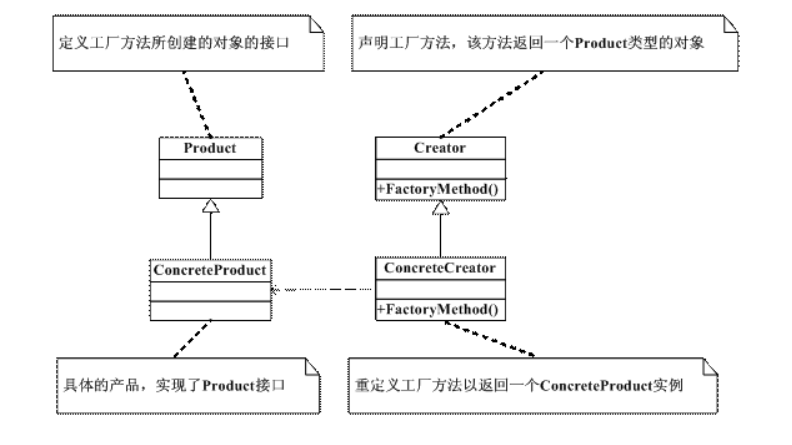 定义工厂方法所创建的对象的接口
声明工厂方法，该方法返回一个Product类型的对象
Product
Creator
+FactoryMethod()
ConcreteProduct
ConcreteCreator
+FactoryMethod()
具体的产品，实现了Product接口
重定义工厂方法以返回一个ConcreteProduct实例